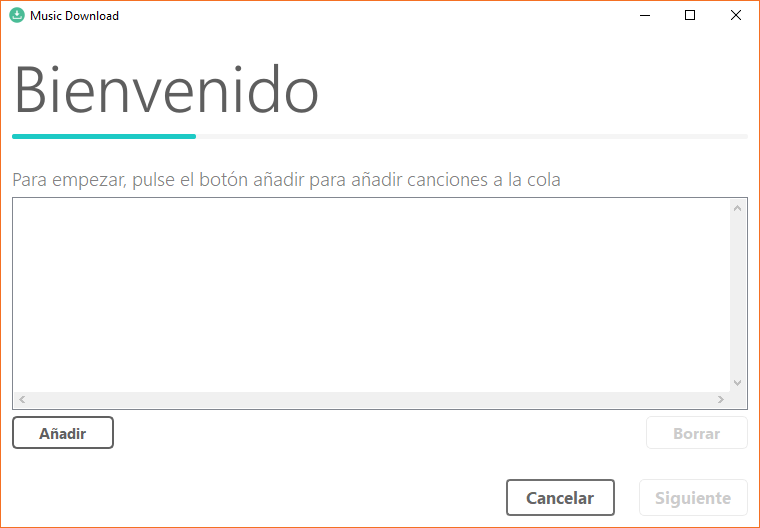 Music Download
Bienvenido
Para empezar, pulse el botón añadir para añadir canciones a la cola
Añadir
Borrar
Cancelar
Siguiente